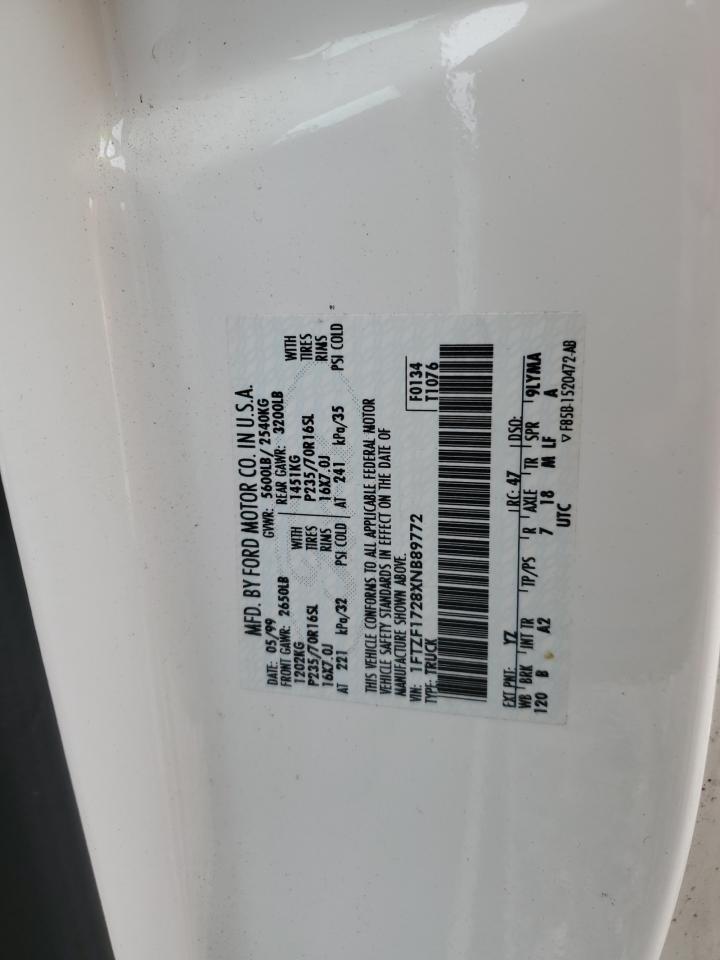 MFD. BY FORD MOTOR CO. IN U.S.A.
DATE: 05/99 GVWR: 5600LB/ 2540KG
FRONT GAWR: 2650LB REAR GAWR: 3200LB
1202KG WITH 1451KG WITH
P235/70R16SL TIRES P235/70R16SL TIRES
16X7.0J RIMS 16X7.0J RIMS
AT 221 kPa/32 PSI COLD AT 241 kPa/35 PSI COLD
THIS VEHICLE CONFORMS TO ALL APPLICABLE FEDERAL MOTOR
VEHICLE SAFETY STANDARDS IN EFFECT ON THE DATE OF
MANUFACTURE SHOWN ABOVE.
VIN: 1FTZF1728XNB89772 F0134
TYPE: TRUCK T1076
EXT PNT: YZ RC: 47 DSO:
WB BRK INT TR TP/PS R AXLE TR SPR 9LYMA
120 B A2 7 18 M LF A
UTC ▽ F85B-1520472-AB